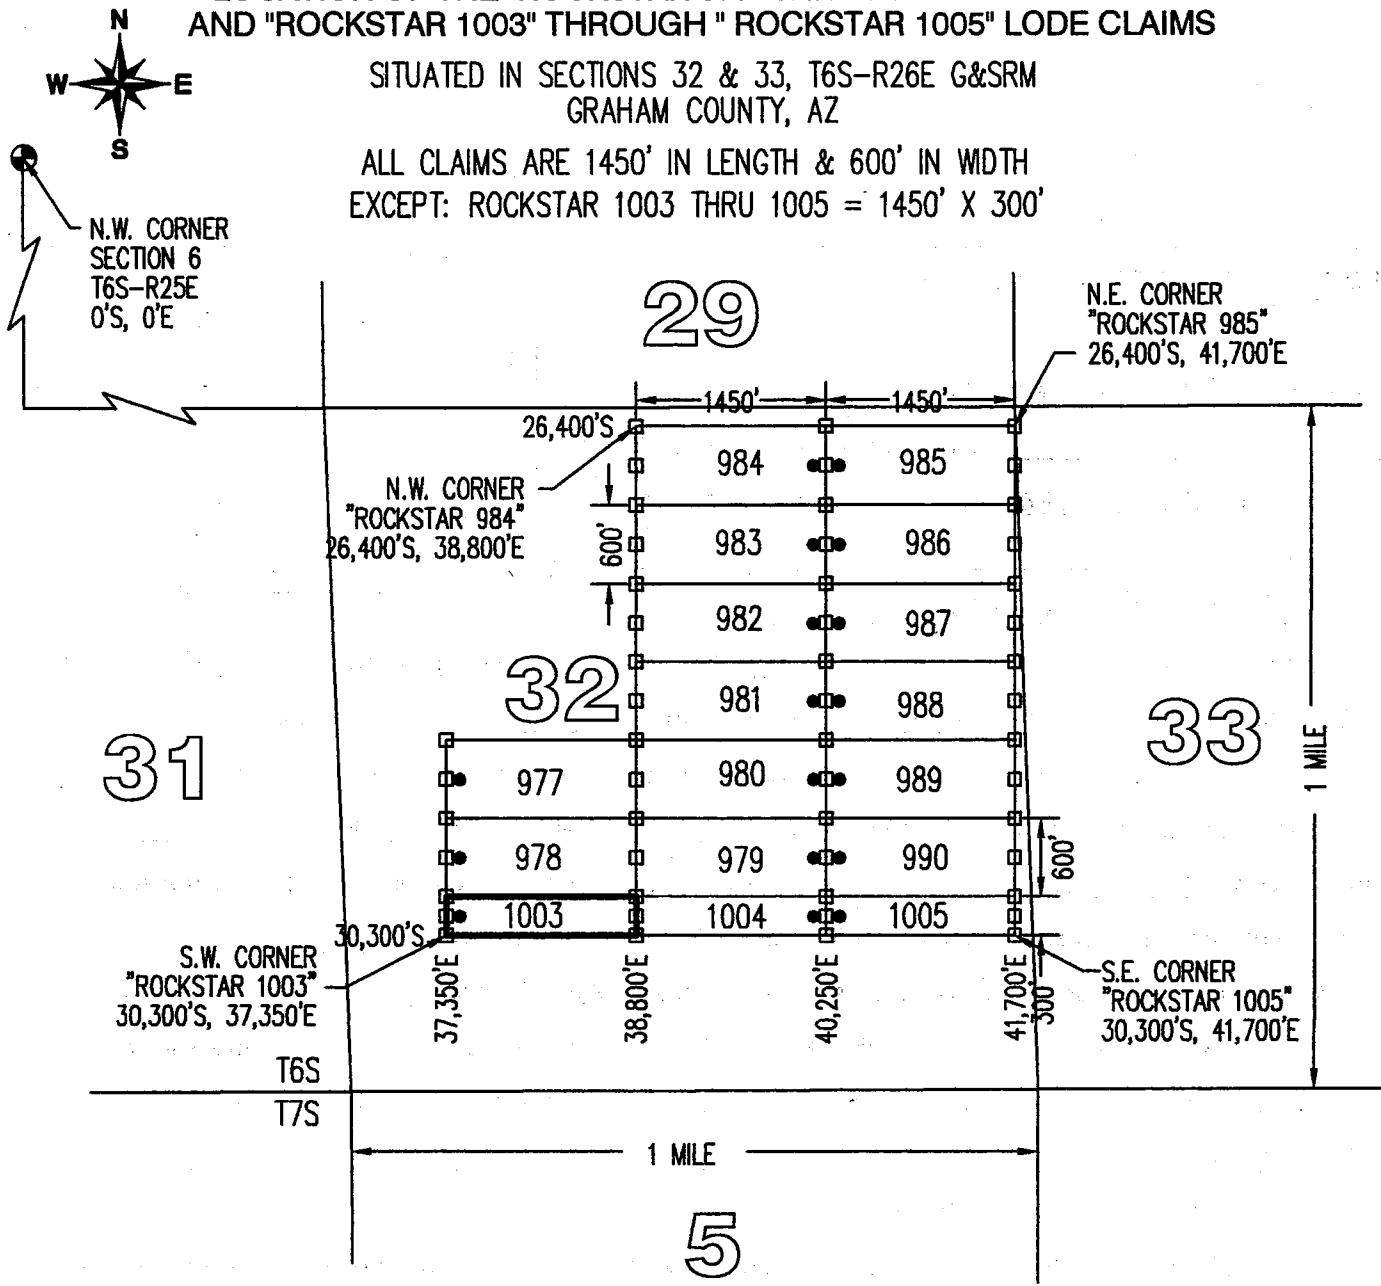 AND "ROCKSTAR 1003" THROUGH " ROCKSTAR 1005" LODE CLAIMS
N
W E
S
SITUATED IN SECTIONS 32 & 33, T6S-R26E G&SRM
GRAHAM COUNTY, AZ
ALL CLAIMS ARE 1450' IN LENGTH & 600' IN WIDTH
EXCEPT: ROCKSTAR 1003 THRU 1005 = 1450' X 300'
N.W. CORNER
SECTION 6
T6S-R25E
0'S, 0'E
29
N.E. CORNER
"ROCKSTAR 985"
26,400'S, 41,700'E
1450' 1450'
26,400'S
N.W. CORNER
"ROCKSTAR 984"
26,400'S, 38,800'E
600'
984 985
983 986
982 987
981 988
32
31
33
1 MILE
977 980 989
978 979 990
600'
1003 1004 1005
30,300'S
S.W. CORNER
"ROCKSTAR 1003"
30,300'S, 37,350'E
37,350'E
38,800'E
40,250'E
41,700'E
300'
S.E. CORNER
"ROCKSTAR 1005"
30,300'S, 41,700'E
T6S
T7S
1 MILE
5